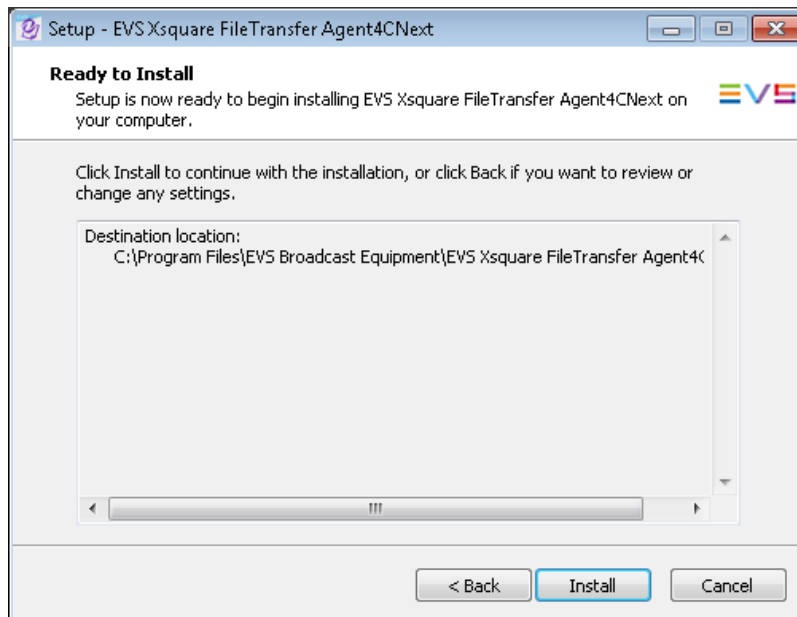 Setup - EVS Xsquare FileTransfer Agent4CNext
Ready to Install
Setup is now ready to begin installing EVS Xsquare FileTransfer Agent4CNext on
your computer.
EVS
Click Install to continue with the installation, or click Back if you want to review or
change any settings.
Destination location:
C:\Program Files\EVS Broadcast Equipment\EVS Xsquare FileTransfer Agent4C
< Back
Install
Cancel